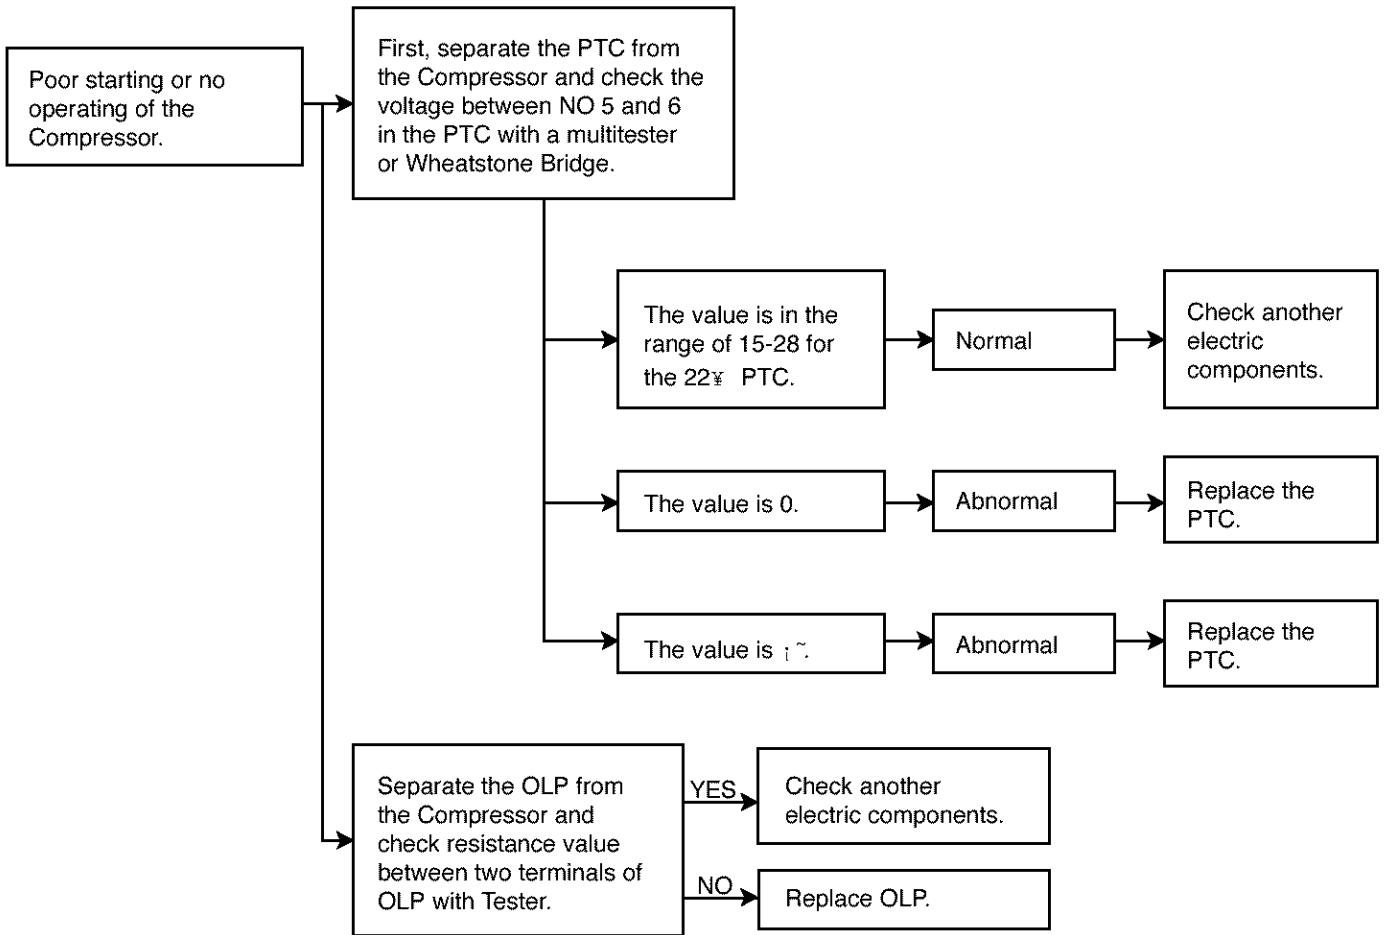 Poor starting or no
operating of the
Compressor.
First, separate the PTC from
the Compressor and check the
voltage between NO 5 and 6
in the PTC with a multitester
or Wheatstone Bridge.
The value is in the
range of 15-28 for
the 22¥ PTC.
Normal
Check another
electric
components.
The value is 0.
Abnormal
Replace the
PTC.
The value is ¡ ˜.
Abnormal
Replace the
PTC.
Separate the OLP from
the Compressor and
check resistance value
between two terminals of
OLP with Tester.
YES
Check another
electric components.
NO
Replace OLP.